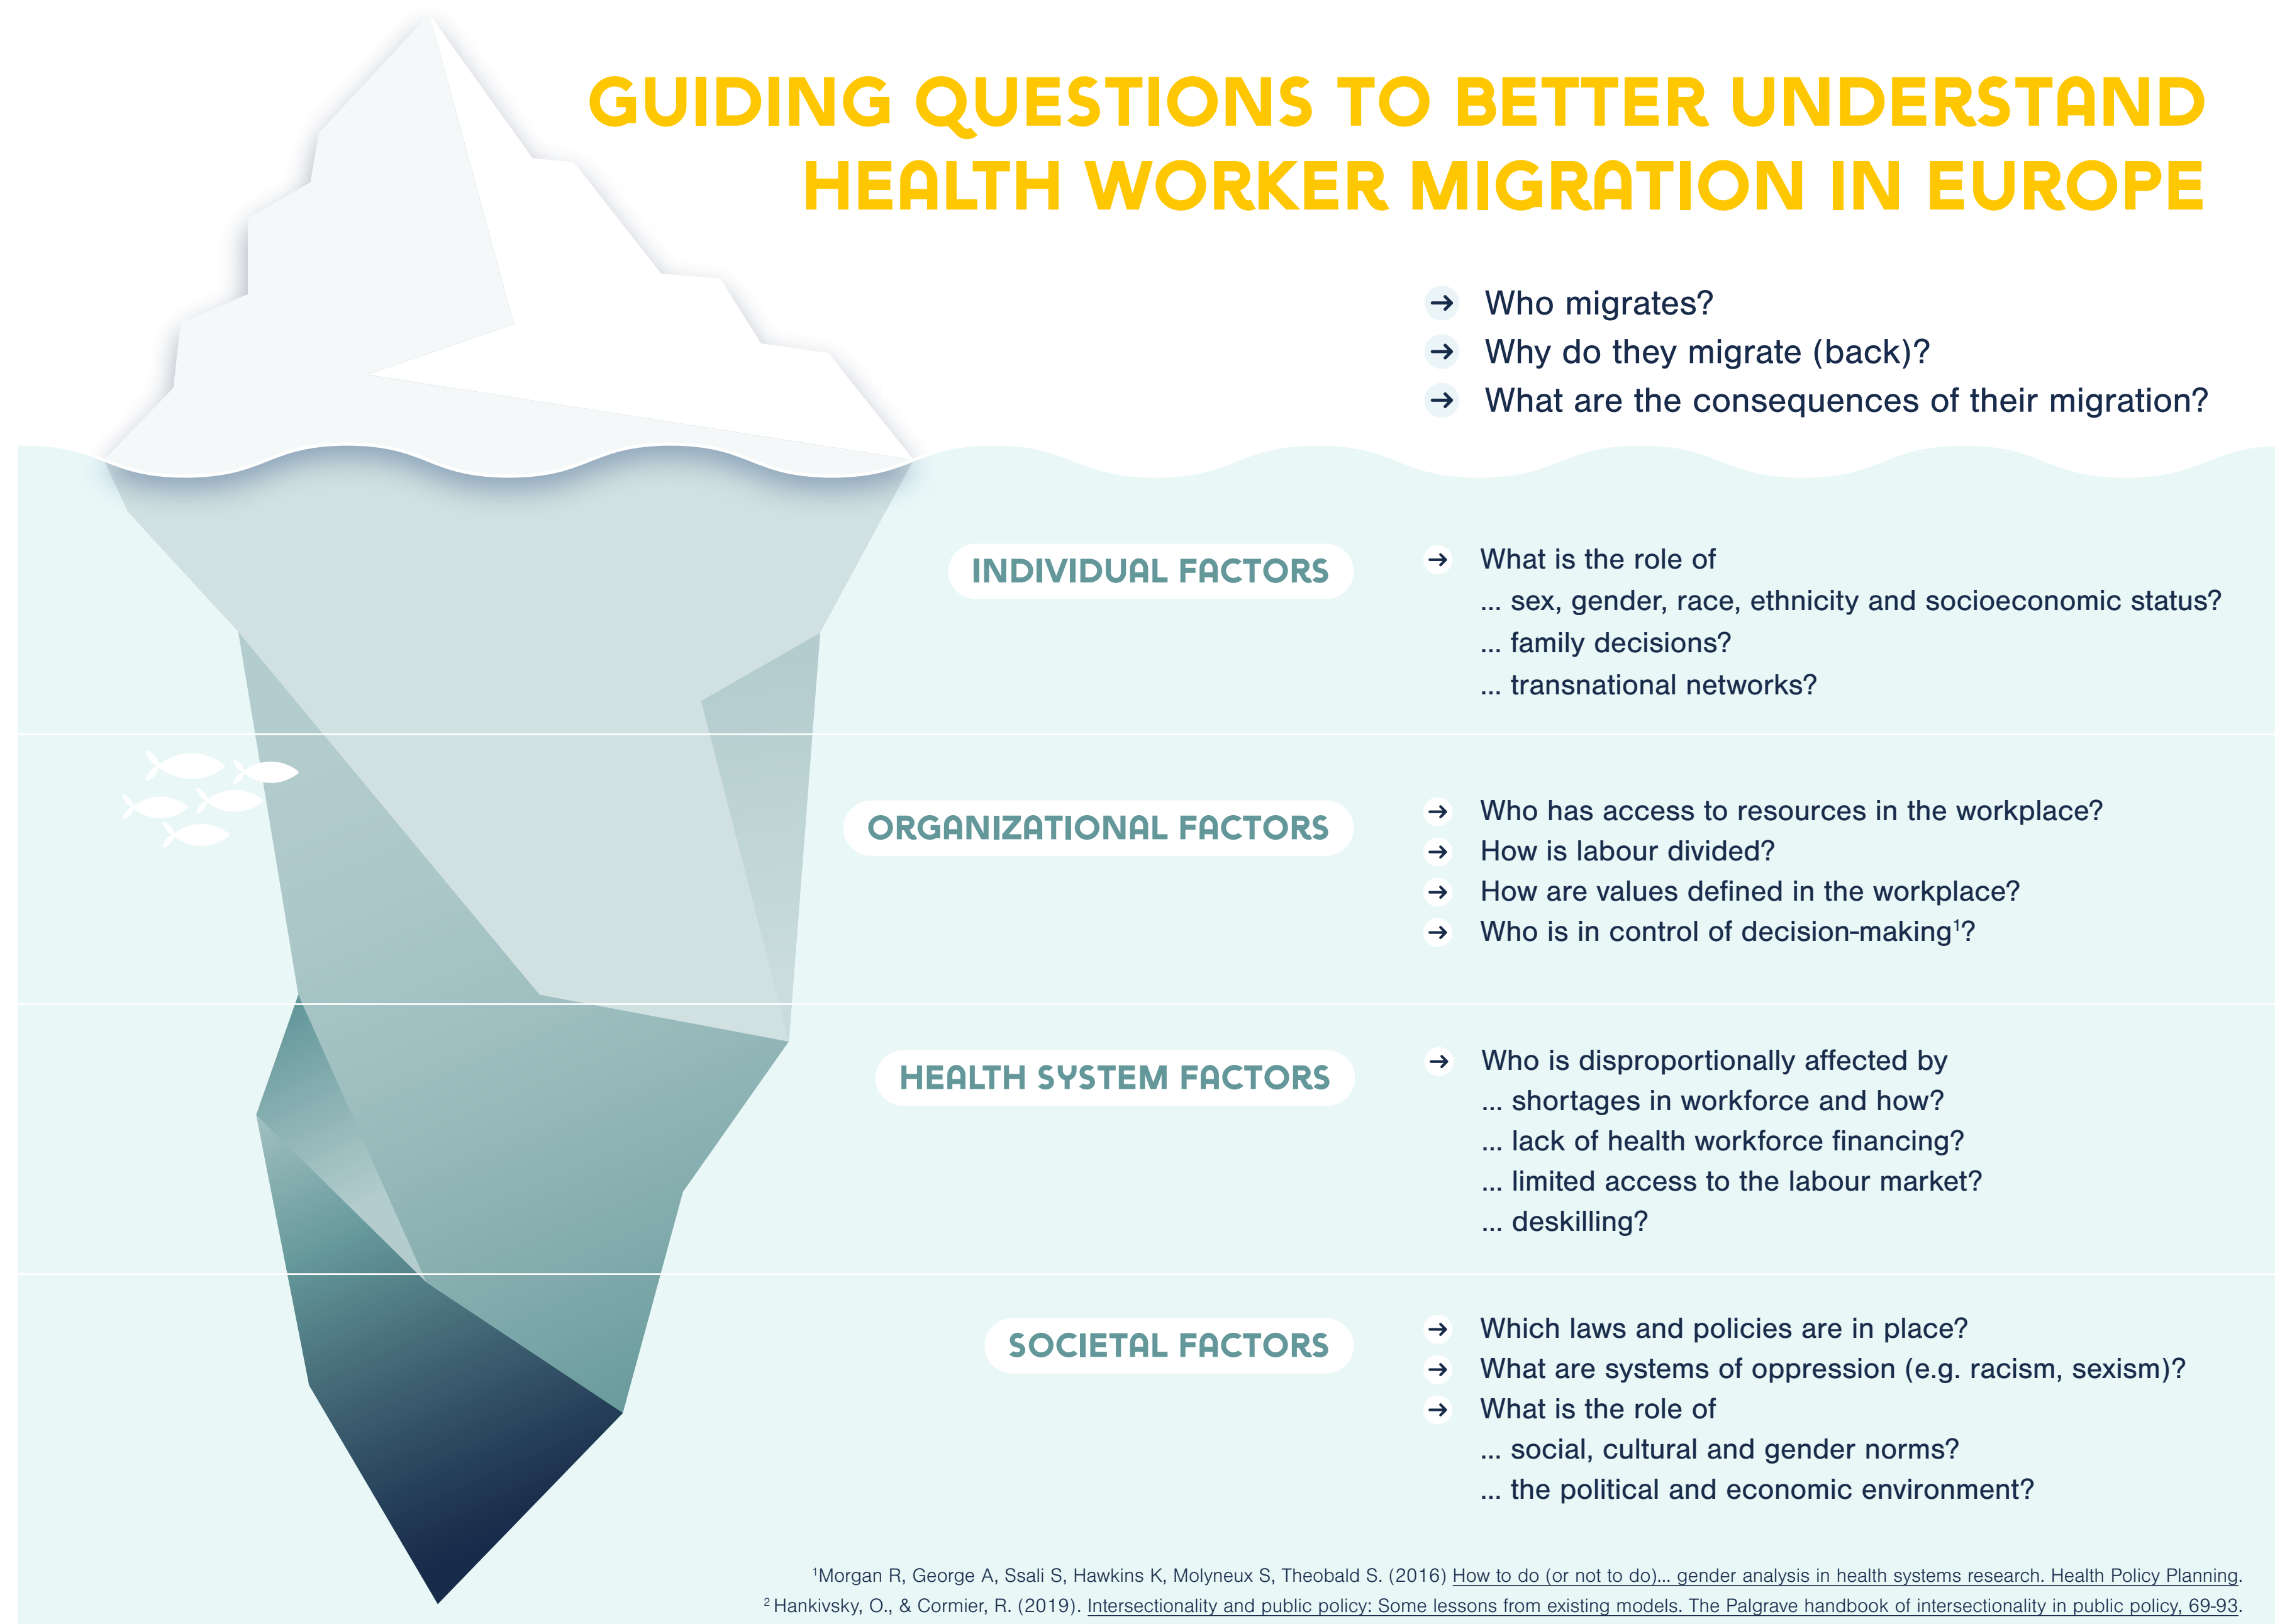 GUIDING QUESTIONS TO BETTER UNDERSTAND
HEALTH WORKER MIGRATION IN EUROPE
→ Who migrates?
→ Why do they migrate (back)?
→ What are the consequences of their migration?
INDIVIDUAL FACTORS
→ What is the role of
... sex, gender, race, ethnicity and socioeconomic status?
... family decisions?
... transnational networks?
ORGANIZATIONAL FACTORS
→ Who has access to resources in the workplace?
→ How is labour divided?
→ How are values defined in the workplace?
→ Who is in control of decision-making¹?
HEALTH SYSTEM FACTORS
→ Who is disproportionally affected by
... shortages in workforce and how?
... lack of health workforce financing?
... limited access to the labour market?
... deskilling?
SOCIETAL FACTORS
→ Which laws and policies are in place?
→ What are systems of oppression (e.g. racism, sexism)?
→ What is the role of
... social, cultural and gender norms?
... the political and economic environment?
¹Morgan R, George A, Ssali S, Hawkins K, Molyneux S, Theobald S. (2016) How to do (or not to do)... gender analysis in health systems research. Health Policy Planning.
² Hankivsky, O., & Cormier, R. (2019). Intersectionality and public policy: Some lessons from existing models. The Palgrave handbook of intersectionality in public policy, 69-93.